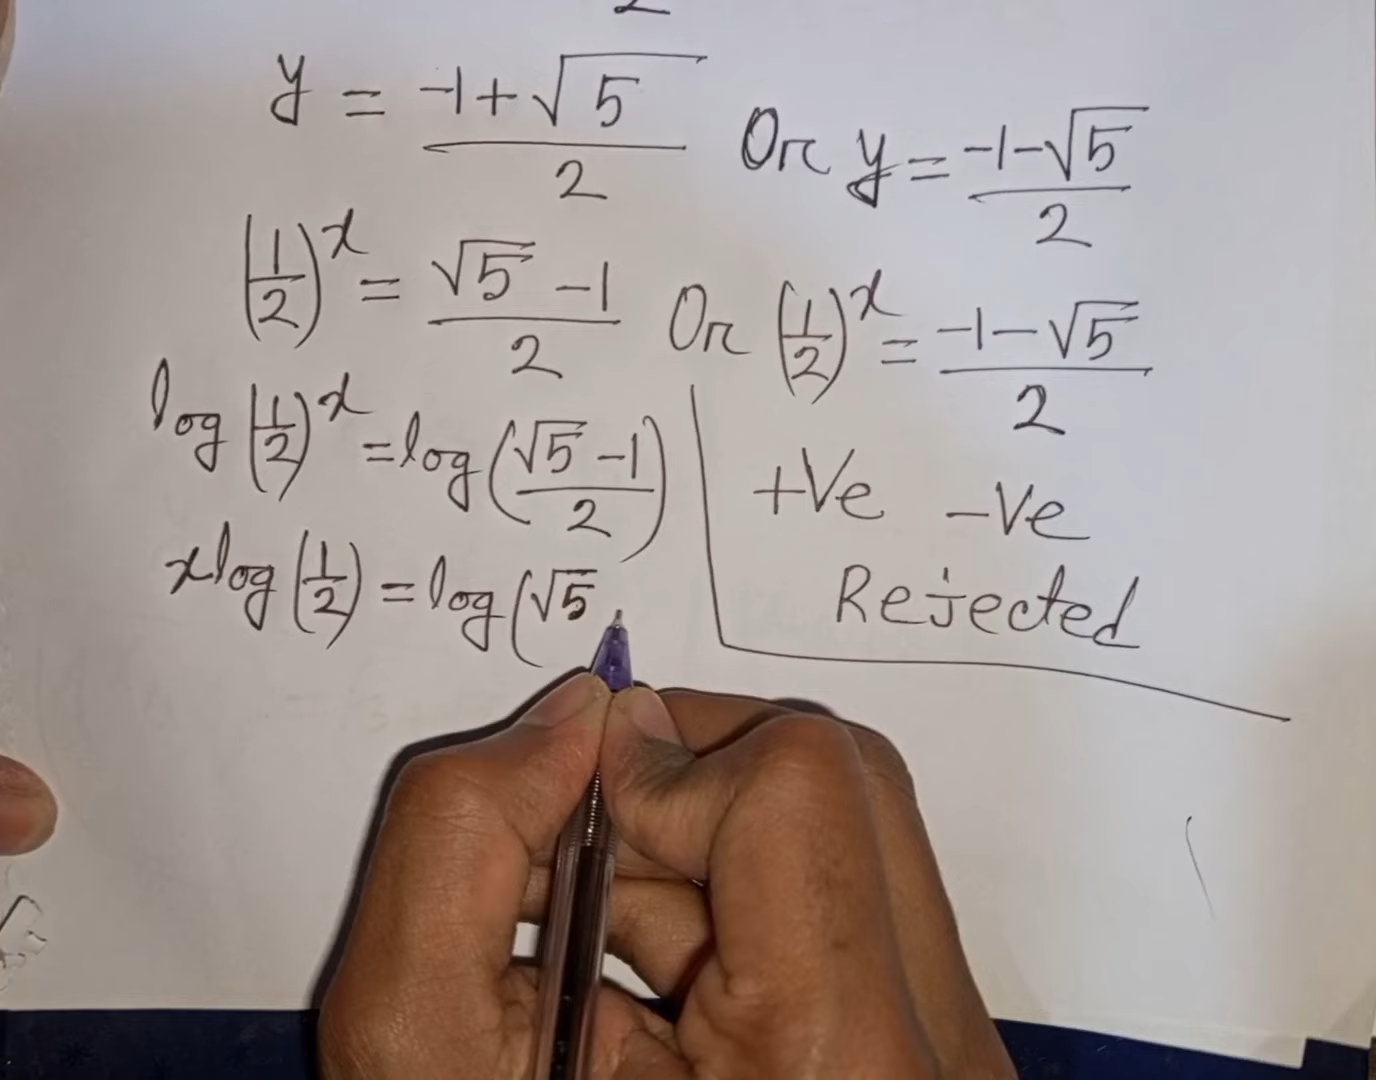 y = (-1+√5)/2 Or y = (-1-√5)/2
(1/2)^x = (√5 -1)/2 Or (1/2)^x = (-1-√5)/2
log (1/2)^x = log ((√5 -1)/2) +Ve -Ve
xlog (1/2) = log (√5 Rejected